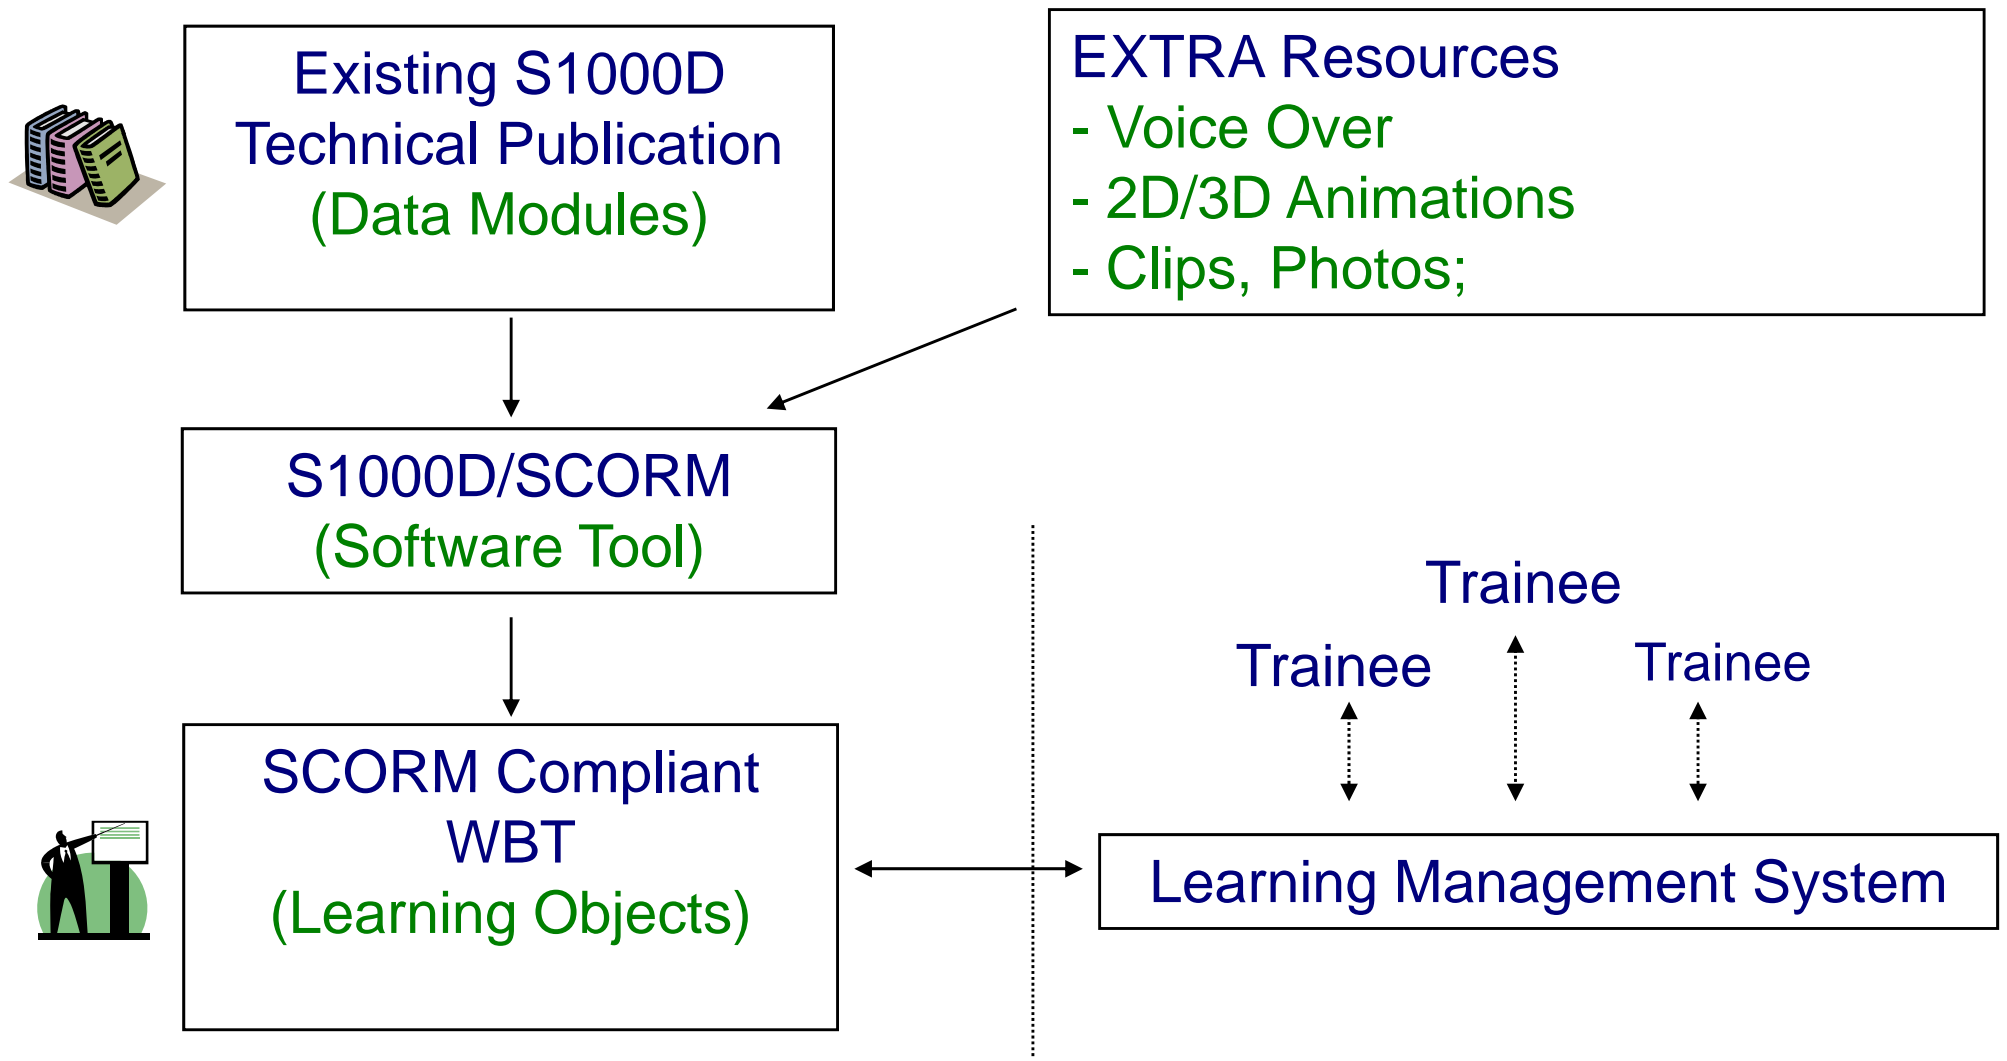 Existing S1000D
Technical Publication
(Data Modules)
EXTRA Resources
- Voice Over
- 2D/3D Animations
- Clips, Photos;
S1000D/SCORM
(Software Tool)
Trainee
Trainee
Trainee
SCORM Compliant
WBT
(Learning Objects)
Learning Management System